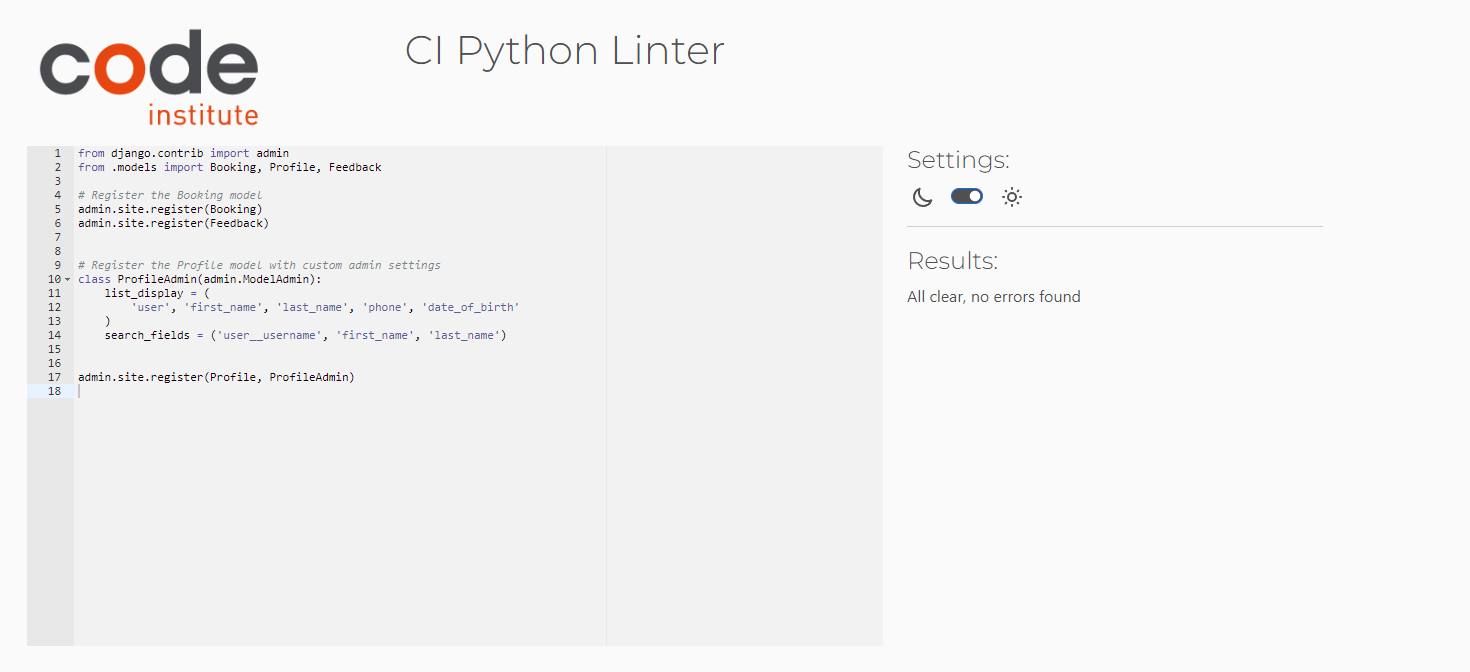 code
institute
CI Python Linter
1 from django.contrib import admin
2 from .models import Booking, Profile, Feedback
3
4 # Register the Booking model
5 admin.site.register(Booking)
6 admin.site.register(Feedback)
7
8
9 # Register the Profile model with custom admin settings
10 class ProfileAdmin(admin.ModelAdmin):
11     list_display = (
12         'user', 'first_name', 'last_name', 'phone', 'date_of_birth'
13     )
14     search_fields = ('user__username', 'first_name', 'last_name')
15
16
17 admin.site.register(Profile, ProfileAdmin)
18
Settings:
Results:
All clear, no errors found